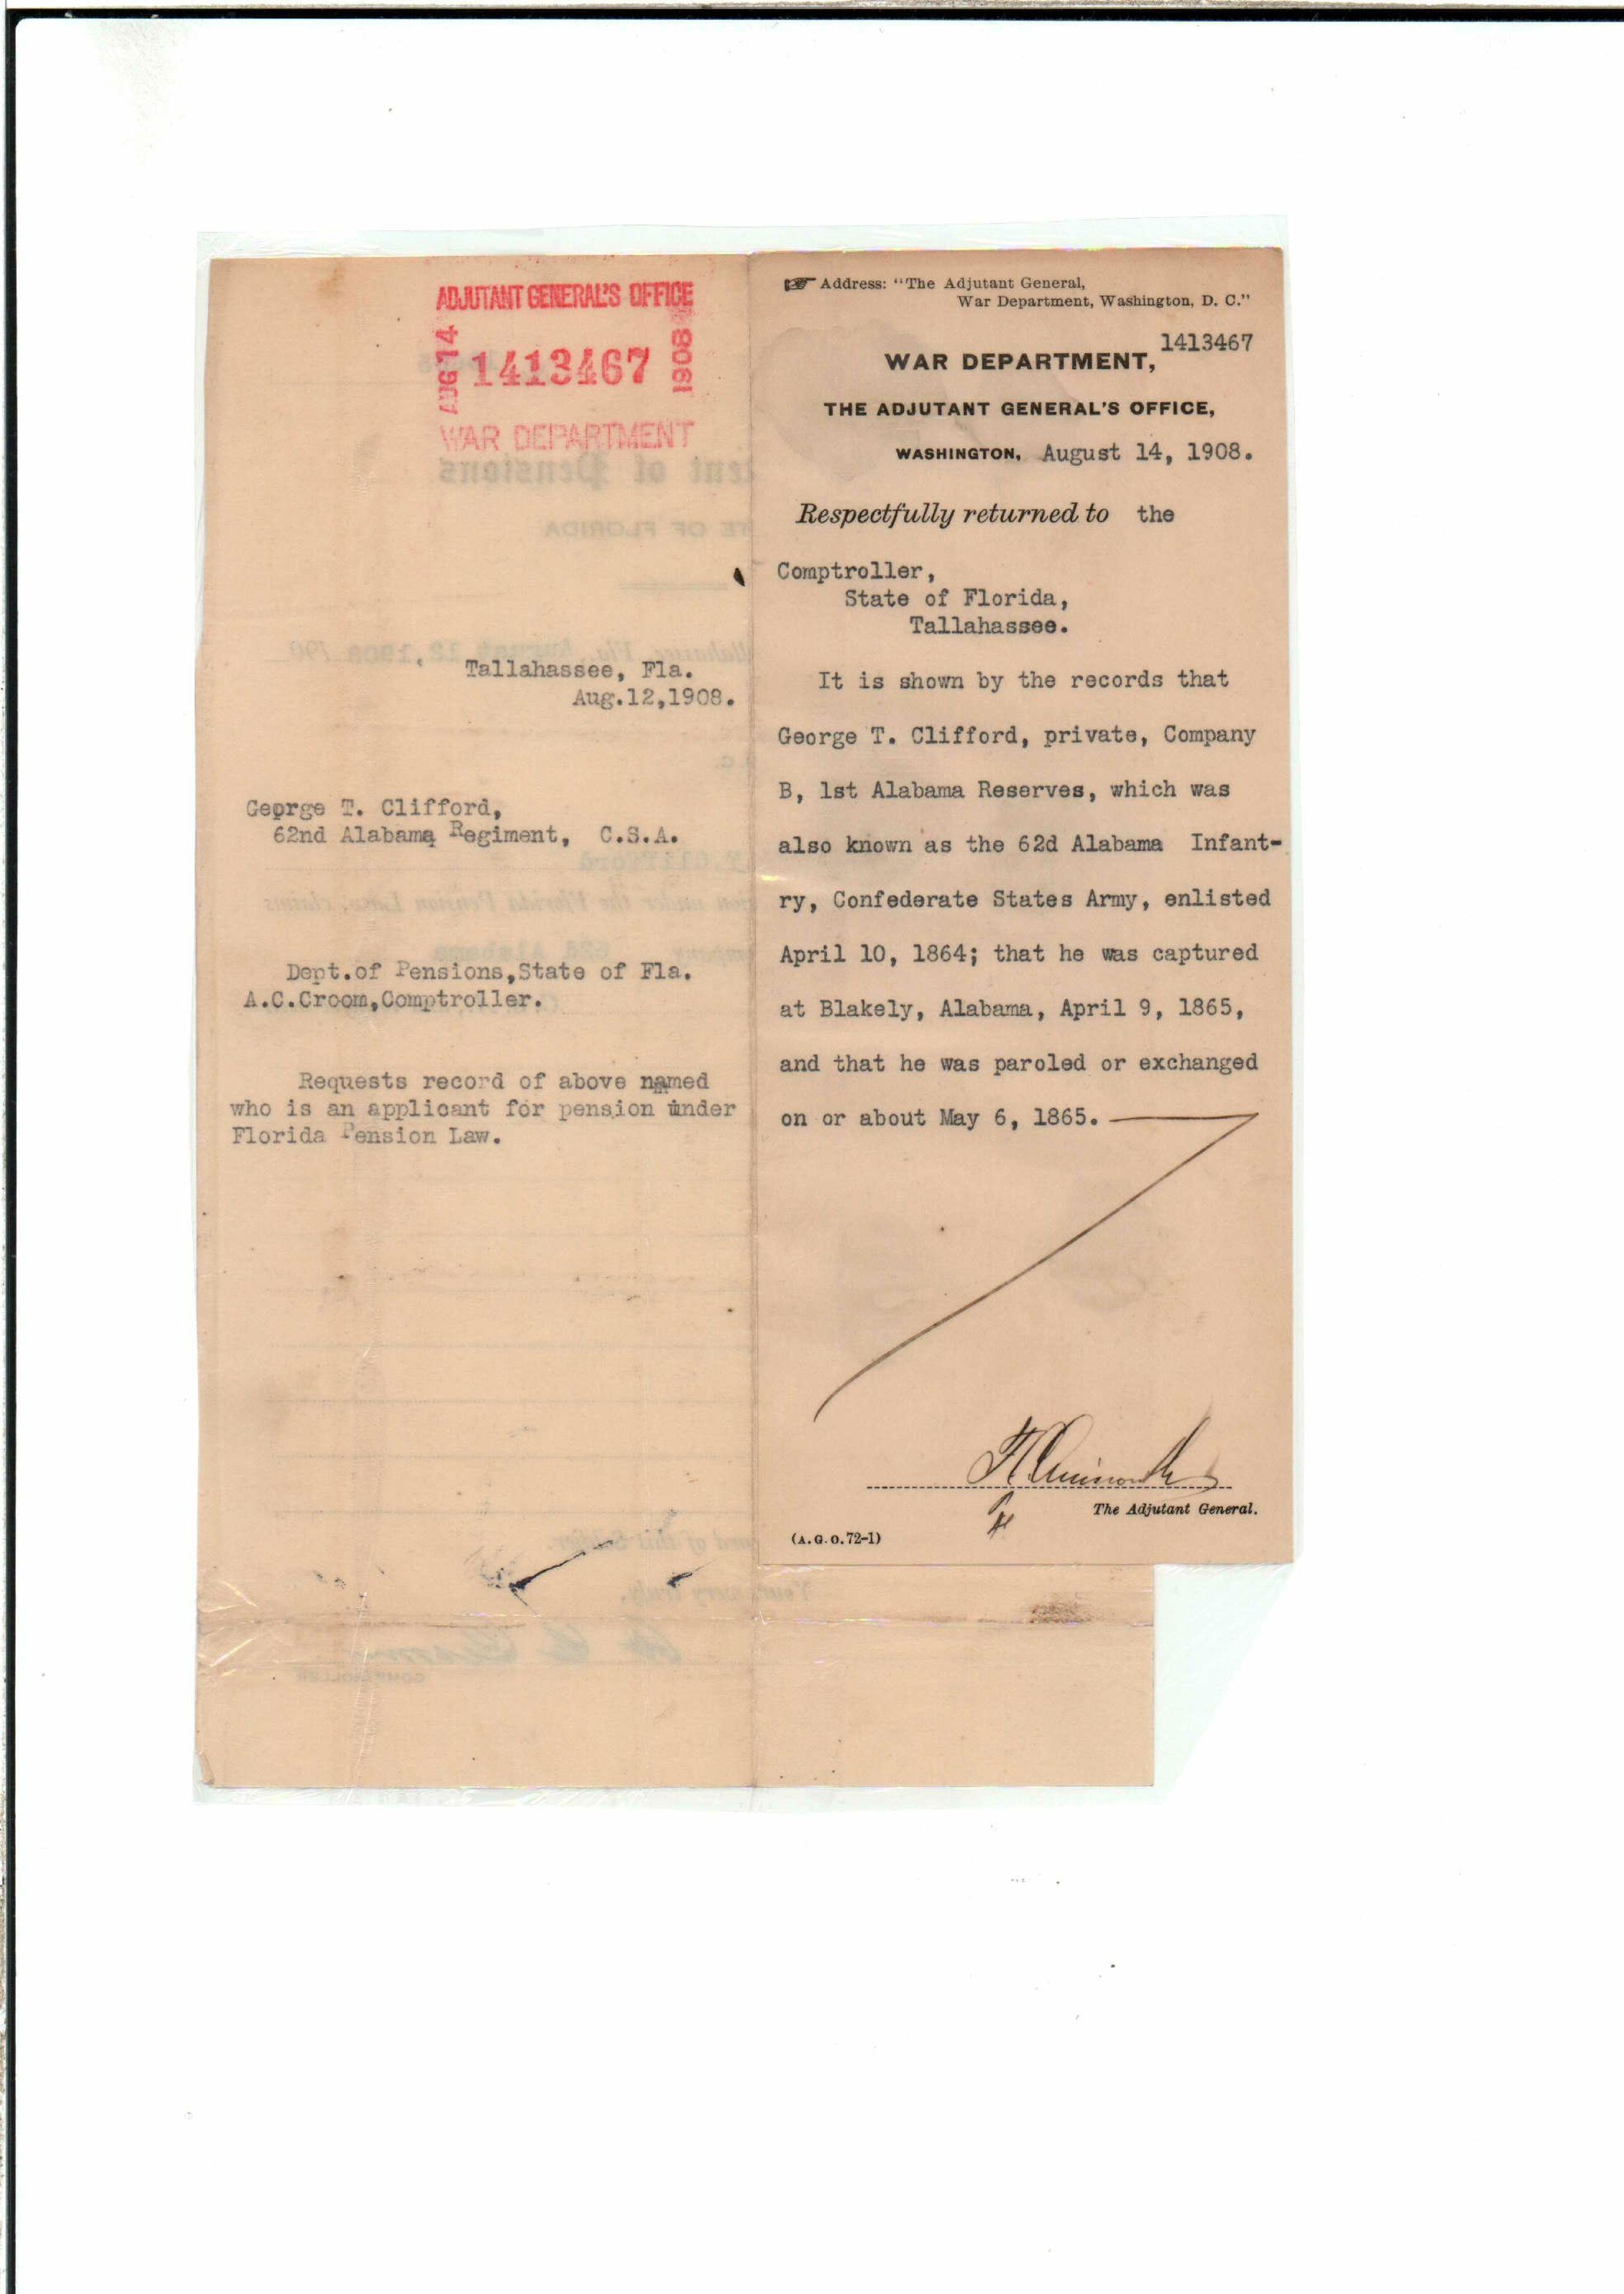 ADJUTANT GENERAL'S OFFICE
AUG 14 1413467 1908
WAR DEPARTMENT
Tallahassee, Fla.
Aug.12,1908.
George T. Clifford,
62nd Alabama Regiment, C.S.A.
Dept.of Pensions,State of Fla.
A.C.Croom,Comptroller.
Requests record of above named
who is an applicant for pension under
Florida Pension Law.
☞ Address: "The Adjutant General,
War Department, Washington, D. C."
1413467
WAR DEPARTMENT,
THE ADJUTANT GENERAL'S OFFICE,
WASHINGTON, August 14, 1908.
Respectfully returned to the
Comptroller,
State of Florida,
Tallahassee.
It is shown by the records that
George T. Clifford, private, Company
B, 1st Alabama Reserves, which was
also known as the 62d Alabama Infant-
ry, Confederate States Army, enlisted
April 10, 1864; that he was captured
at Blakely, Alabama, April 9, 1865,
and that he was paroled or exchanged
on or about May 6, 1865.
The Adjutant General.
(A.G.O.72-1)